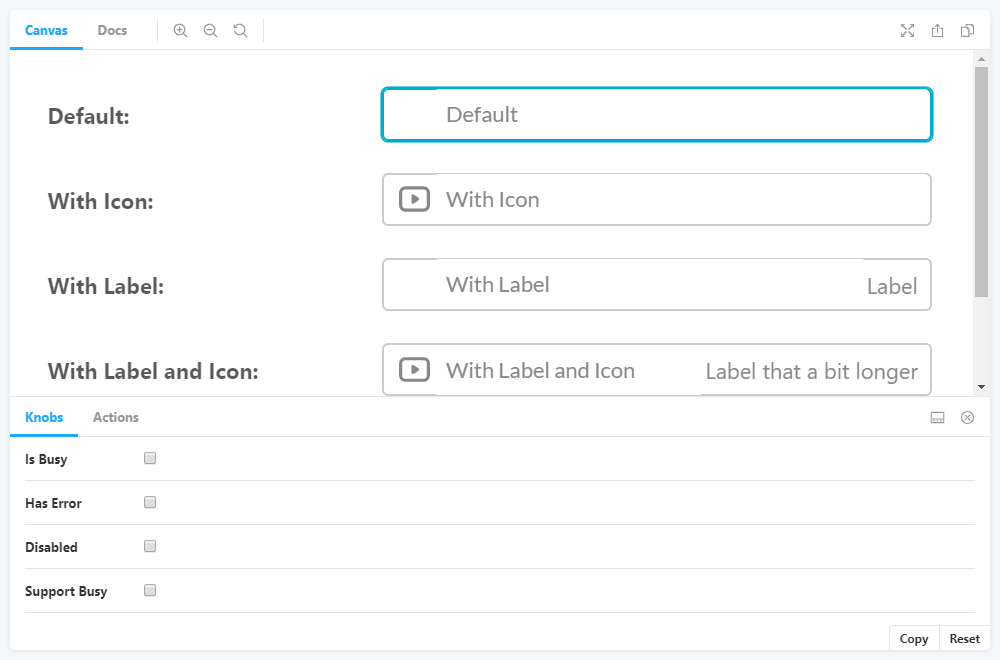 Canvas Docs
Default: Default
With Icon: With Icon
With Label: With Label Label
With Label and Icon: With Label and Icon Label that a bit longer
Knobs Actions
Is Busy
Has Error
Disabled
Support Busy
Copy Reset